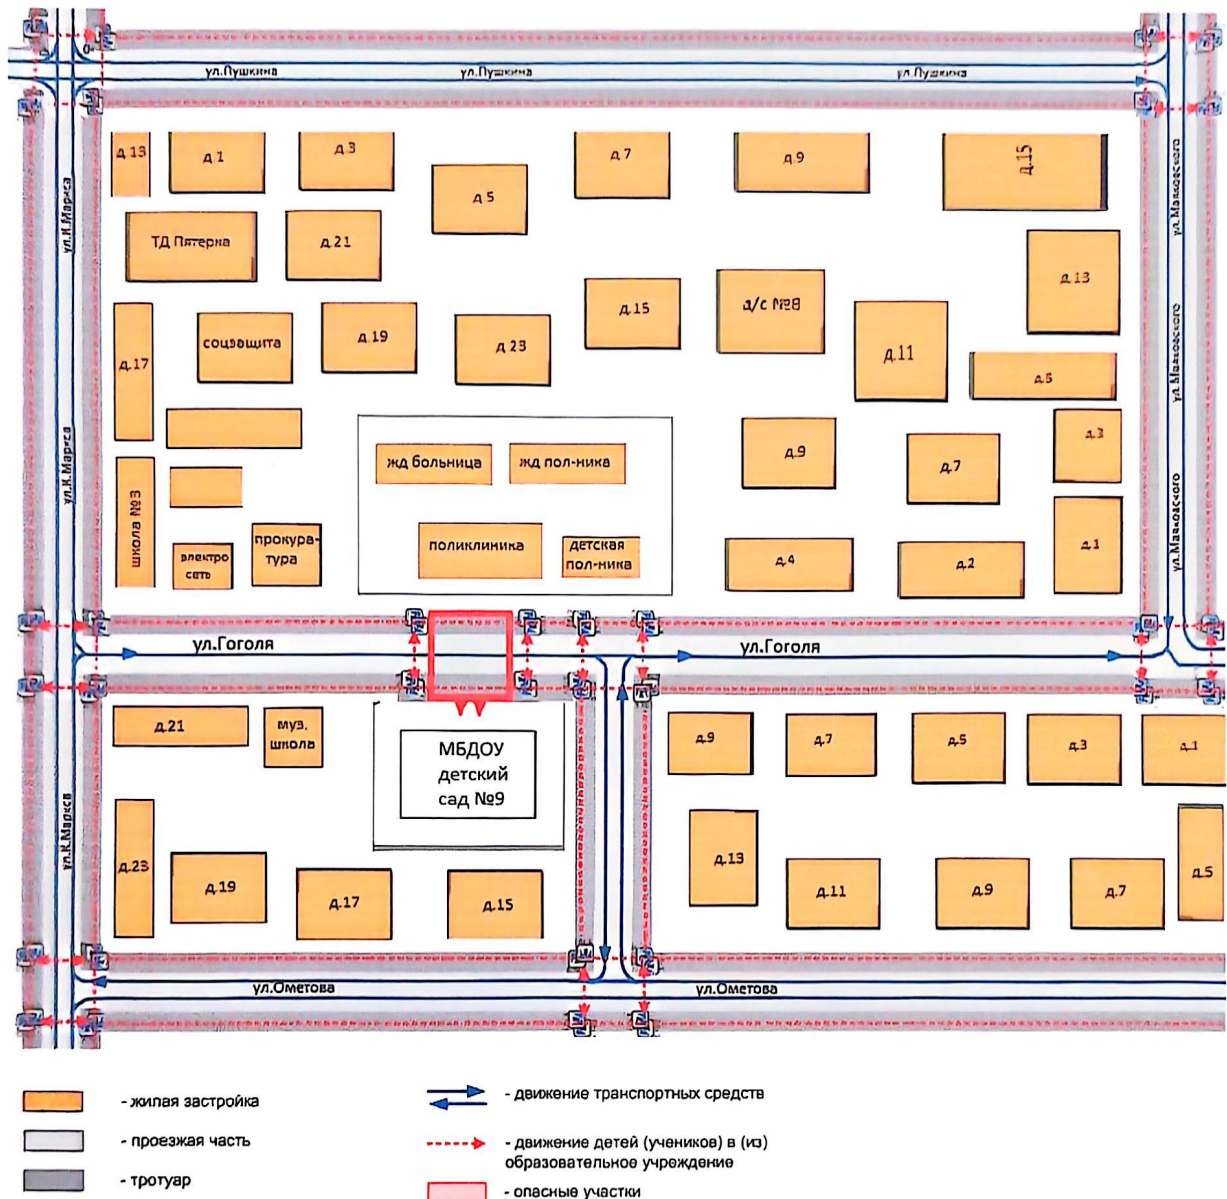 ул.Пушкина
ул.Пушкина
ул.Пушкина
ул.К.Маркса
ул.К.Маркса
ул.К.Маркса
ул.Маяковского
ул.Маяковского
ул.Маяковского
д.13
д.1
д.3
д 5
д.7
д.9
д.15
ТД Пятерка
д.21
д.17
соцзащита
д.19
д 23
д.15
д/с №8
д.11
д.13
д.5
д.3
д.9
д.7
д.1
д.4
д.2
жд больница
жд пол-ника
поликлиника
детская
пол-ника
школа №3
электро
сеть
прокура-
тура
ул.Гоголя
ул.Гоголя
д.21
муз.
школа
МБДОУ
детский
сад №9
д.9
д.7
д.5
д.3
д.1
д.23
д.19
д.17
д.15
д.13
д.11
д.9
д.7
д.5
ул.Ометова
ул.Ометова
- жилая застройка
- проезжая часть
- тротуар
- движение транспортных средств
- движение детей (учеников) в (из)
образовательное учреждение
- опасные участки